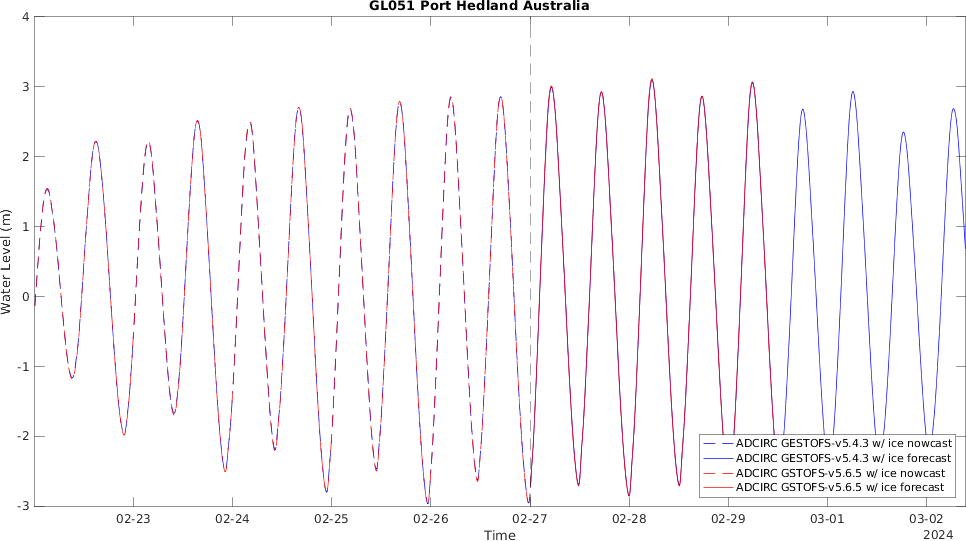 GL051 Port Hedland Australia
4
3
2
1
0
-1
-2
-3
Water Level (m)
ADCIRC GESTOFS-v5.4.3 w/ ice nowcast
ADCIRC GESTOFS-v5.4.3 w/ ice forecast
ADCIRC GSTOFS-v5.6.5 w/ ice nowcast
ADCIRC GSTOFS-v5.6.5 w/ ice forecast
02-23 02-24 02-25 02-26 02-27 02-28 02-29 03-01 03-02
Time 2024